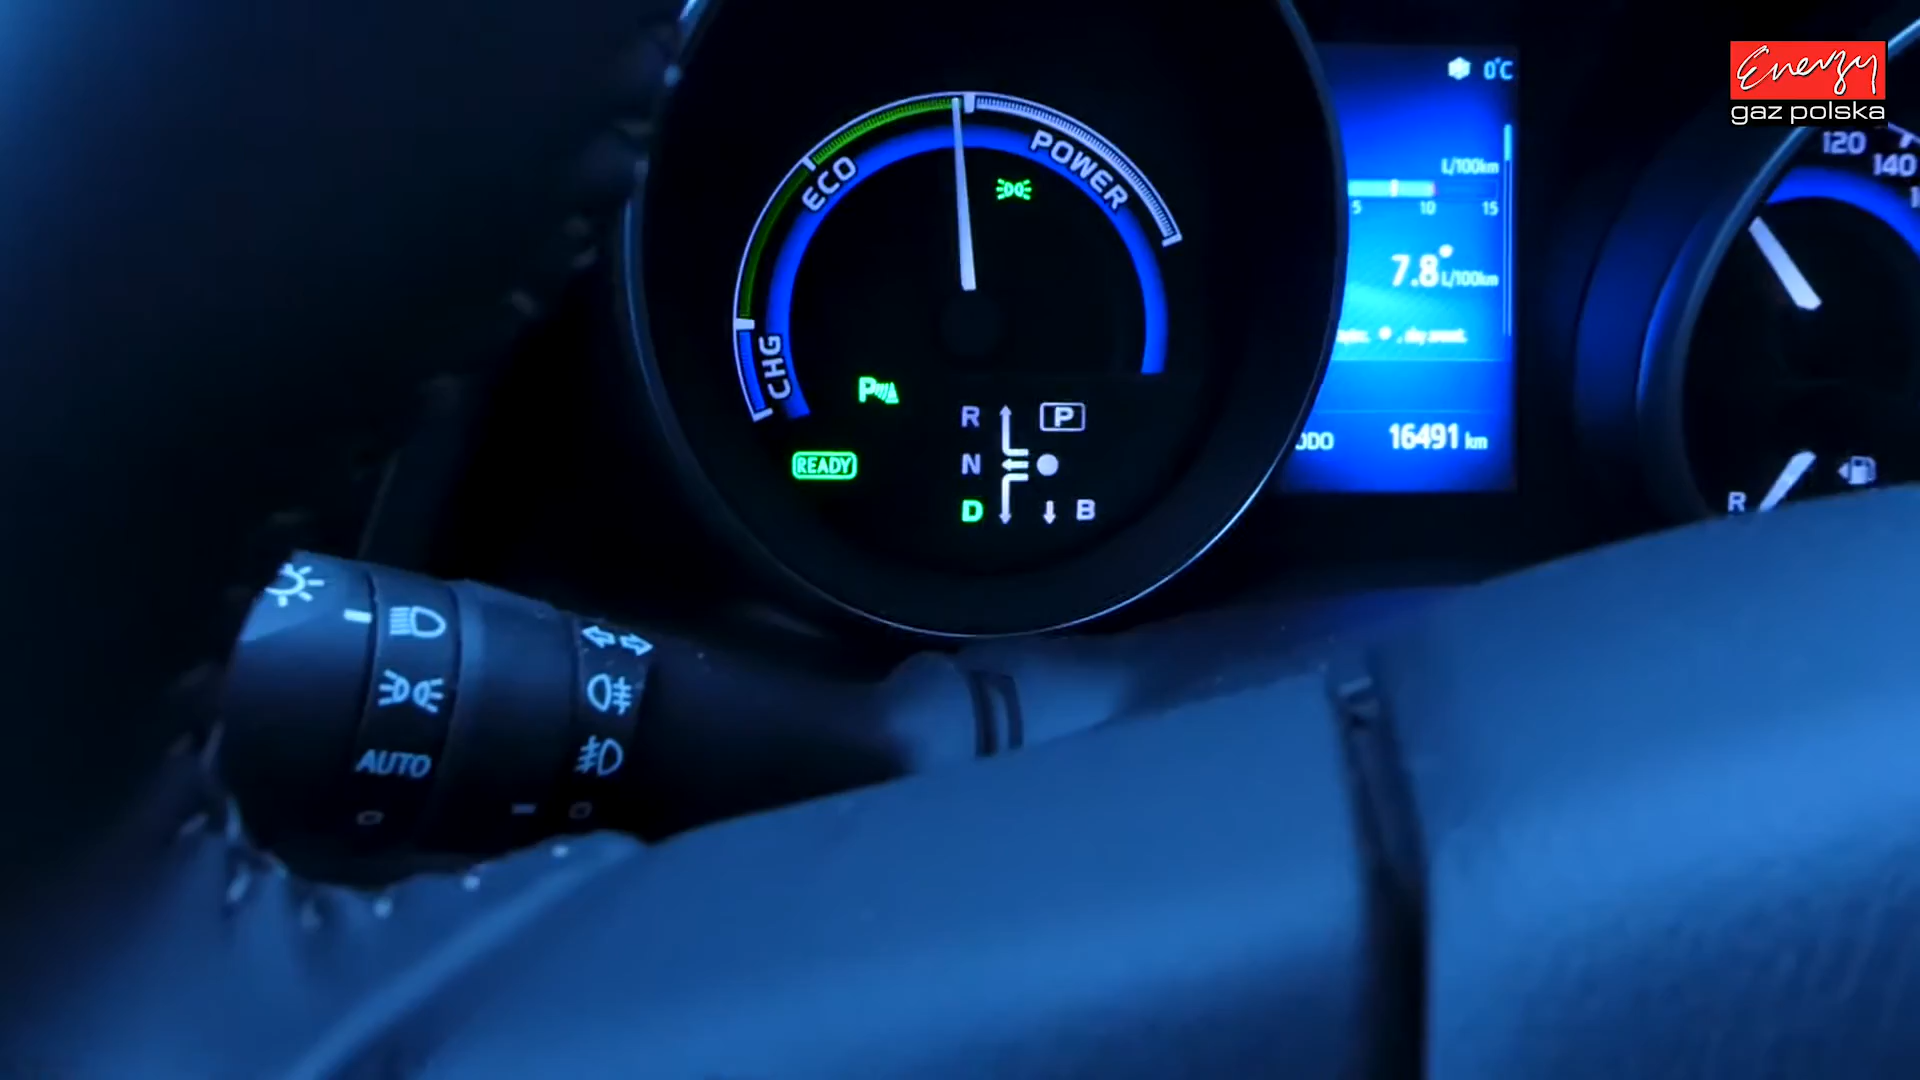 Energy
gaz polska
0°C
120
140
L/100km
5 10 15
7.8 L/100km
POWER
ECO
CHG
P
READY
R P
N
D B
ODO 16491 km
R
AUTO